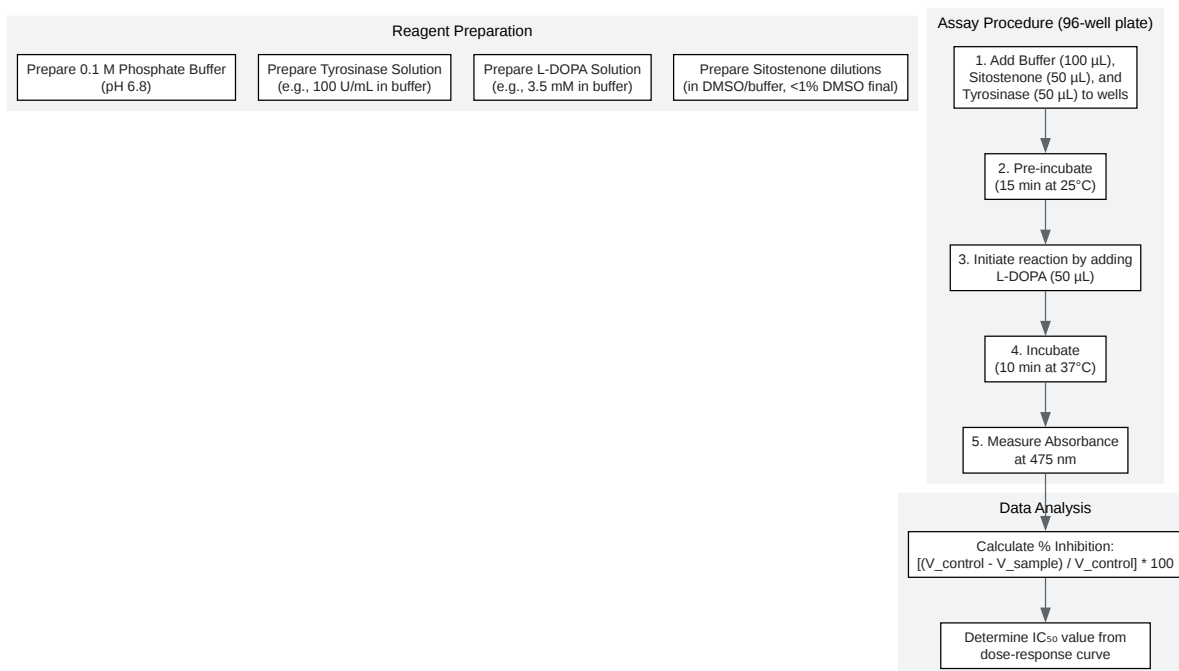 Reagent Preparation
Prepare 0.1 M Phosphate Buffer
(pH 6.8)
Prepare Tyrosinase Solution
(e.g., 100 U/mL in buffer)
Prepare L-DOPA Solution
(e.g., 3.5 mM in buffer)
Prepare Sitostenone dilutions
(in DMSO/buffer, <1% DMSO final)
Assay Procedure (96-well plate)
1. Add Buffer (100 µL),
Sitostenone (50 µL), and
Tyrosinase (50 µL) to wells
2. Pre-incubate
(15 min at 25°C)
3. Initiate reaction by adding
L-DOPA (50 µL)
4. Incubate
(10 min at 37°C)
5. Measure Absorbance
at 475 nm
Data Analysis
Calculate % Inhibition:
[(V_control - V_sample) / V_control] * 100
Determine IC₅₀ value from
dose-response curve